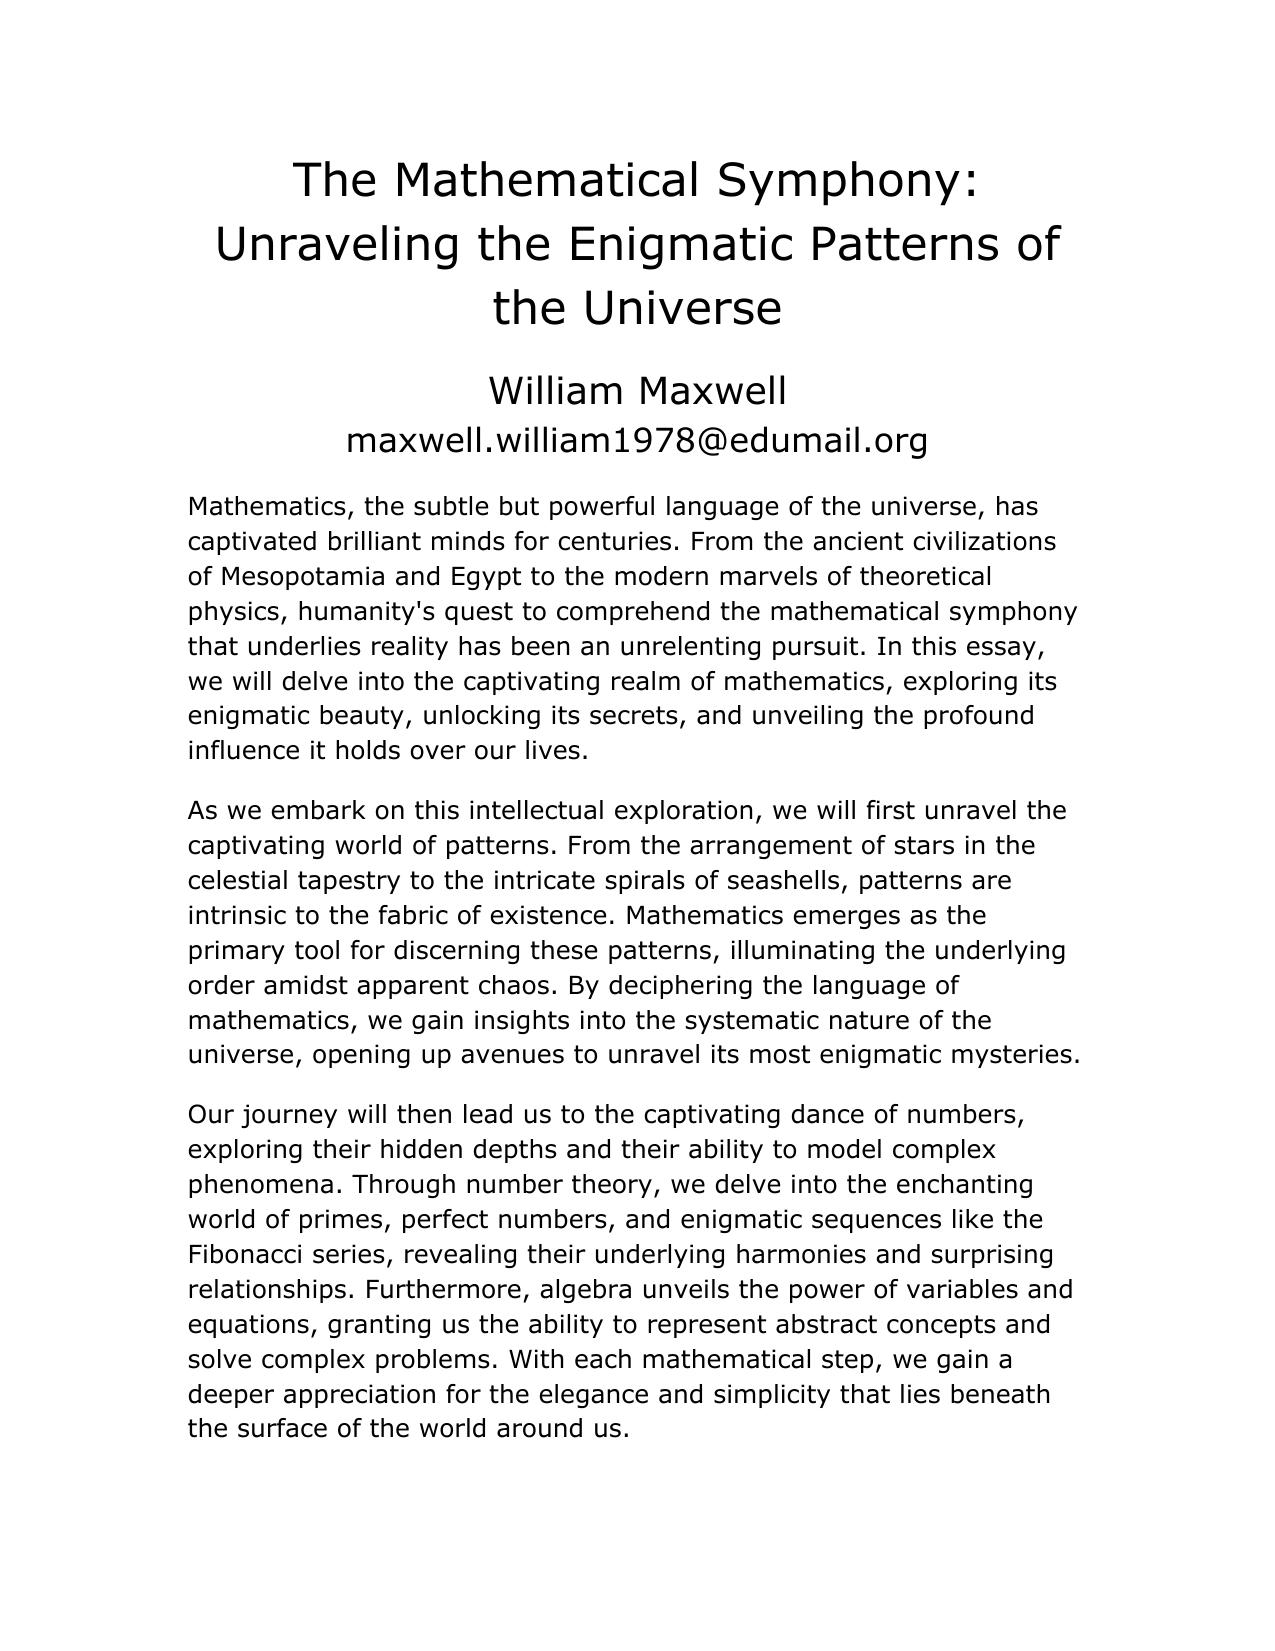 The Mathematical Symphony:
Unraveling the Enigmatic Patterns of
the Universe
William Maxwell
maxwell.william1978@edumail.org
Mathematics, the subtle but powerful language of the universe, has
captivated brilliant minds for centuries. From the ancient civilizations
of Mesopotamia and Egypt to the modern marvels of theoretical
physics, humanity's quest to comprehend the mathematical symphony
that underlies reality has been an unrelenting pursuit. In this essay,
we will delve into the captivating realm of mathematics, exploring its
enigmatic beauty, unlocking its secrets, and unveiling the profound
influence it holds over our lives.
As we embark on this intellectual exploration, we will first unravel the
captivating world of patterns. From the arrangement of stars in the
celestial tapestry to the intricate spirals of seashells, patterns are
intrinsic to the fabric of existence. Mathematics emerges as the
primary tool for discerning these patterns, illuminating the underlying
order amidst apparent chaos. By deciphering the language of
mathematics, we gain insights into the systematic nature of the
universe, opening up avenues to unravel its most enigmatic mysteries.
Our journey will then lead us to the captivating dance of numbers,
exploring their hidden depths and their ability to model complex
phenomena. Through number theory, we delve into the enchanting
world of primes, perfect numbers, and enigmatic sequences like the
Fibonacci series, revealing their underlying harmonies and surprising
relationships. Furthermore, algebra unveils the power of variables and
equations, granting us the ability to represent abstract concepts and
solve complex problems. With each mathematical step, we gain a
deeper appreciation for the elegance and simplicity that lies beneath
the surface of the world around us.